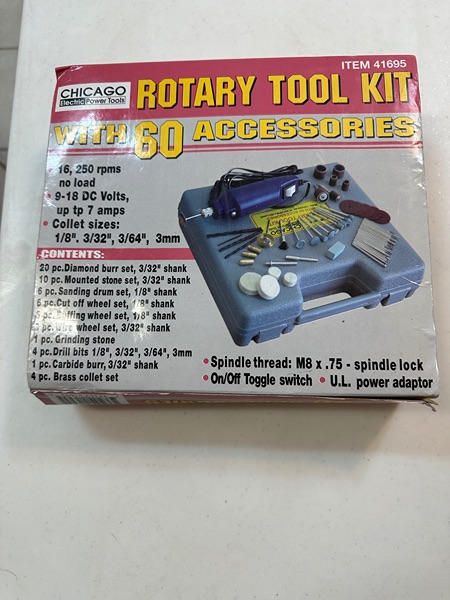 ITEM 41695
CHICAGO
Electric Power Tools
ROTARY TOOL KIT
WITH 60 ACCESSORIES
16, 250 rpms
no load
• 9-18 DC Volts,
up tp 7 amps
• Collet sizes:
1/8". 3/32", 3/64", 3mm
CONTENTS:
20 pc.Diamond burr set, 3/32" shank
10 pc.Mounted stone set, 3/32" shank
6 pc.Sanding drum set, 1/8" shank
6 pc.Cut off wheel set, 1/8" shank
5 pc.Buffing wheel set, 1/8" shank
pc.Wire wheel set, 3/32" shank
1 pc.Grinding stone
4 pc.Drill bits 1/8", 3/32", 3/64", 3mm
1 pc.Carbide burr, 3/32" shank
4 pc.Brass collet set
• Spindle thread: M8 x .75 - spindle lock
• On/Off Toggle switch • U.L. power adaptor